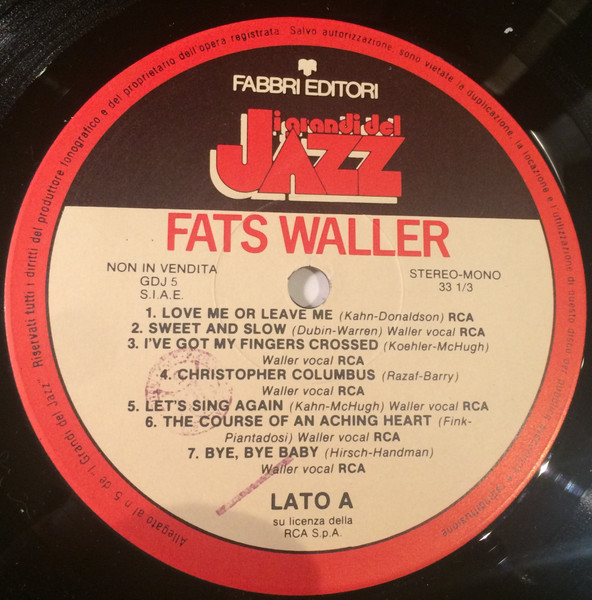 FABBRI EDITORI
i grandi del
JAZZ
FATS WALLER
NON IN VENDITA
GDJ 5
S.I.A.E.
STEREO-MONO
33 1/3
1. LOVE ME OR LEAVE ME (Kahn-Donaldson) RCA
2. SWEET AND SLOW (Dubin-Warren) Waller vocal RCA
3. I'VE GOT MY FINGERS CROSSED (Koehler-McHugh)
Waller vocal RCA
4. CHRISTOPHER COLUMBUS (Razaf-Barry)
Waller vocal RCA
5. LET'S SING AGAIN (Kahn-McHugh) Waller vocal RCA
6. THE COURSE OF AN ACHING HEART (Fink-
Piantadosi) Waller vocal RCA
7. BYE, BYE BABY (Hirsch-Handman)
Waller vocal RCA
LATO A
su licenza della
RCA S.p.A.
Allegato al n. 5 de "I Grandi del Jazz" Riservati tutti i diritti del produttore fonografico e del proprietario dell'opera registrata. Salvo autorizzazione, sono vietate la duplicazione, la locazione e l'utilizzazione di questo disco per pubblica